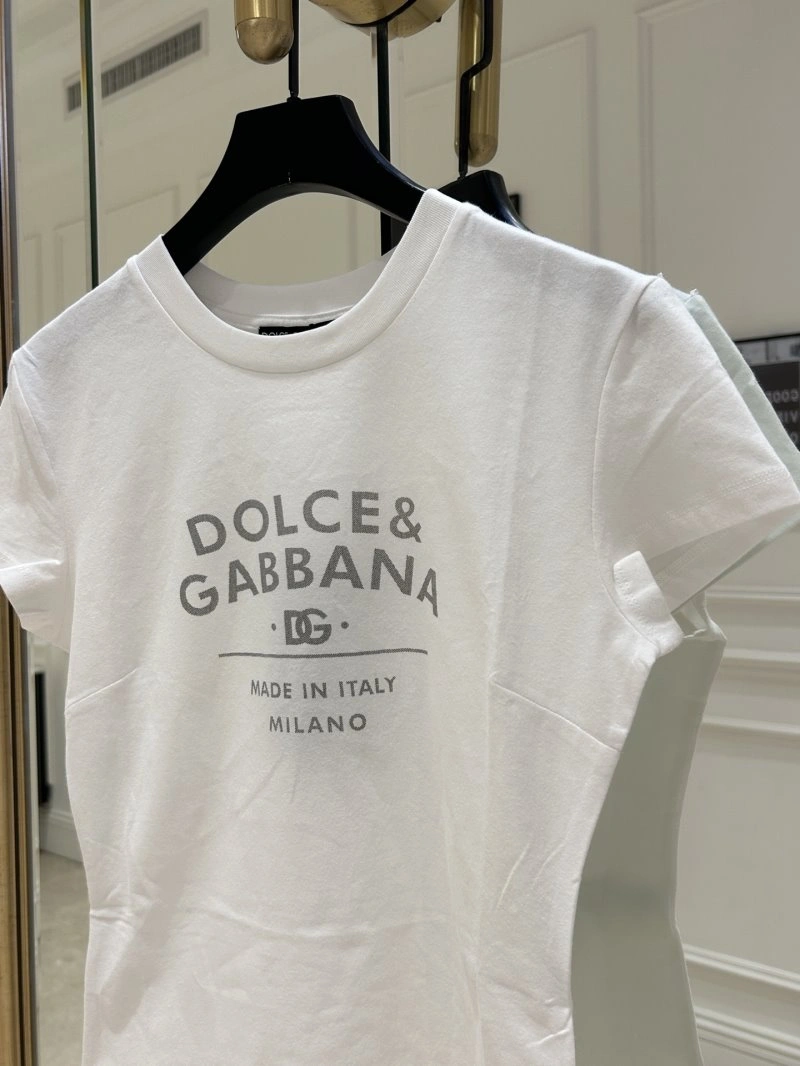 DOLCE&
GABBANA
·DG·
MADE IN ITALY
MILANO